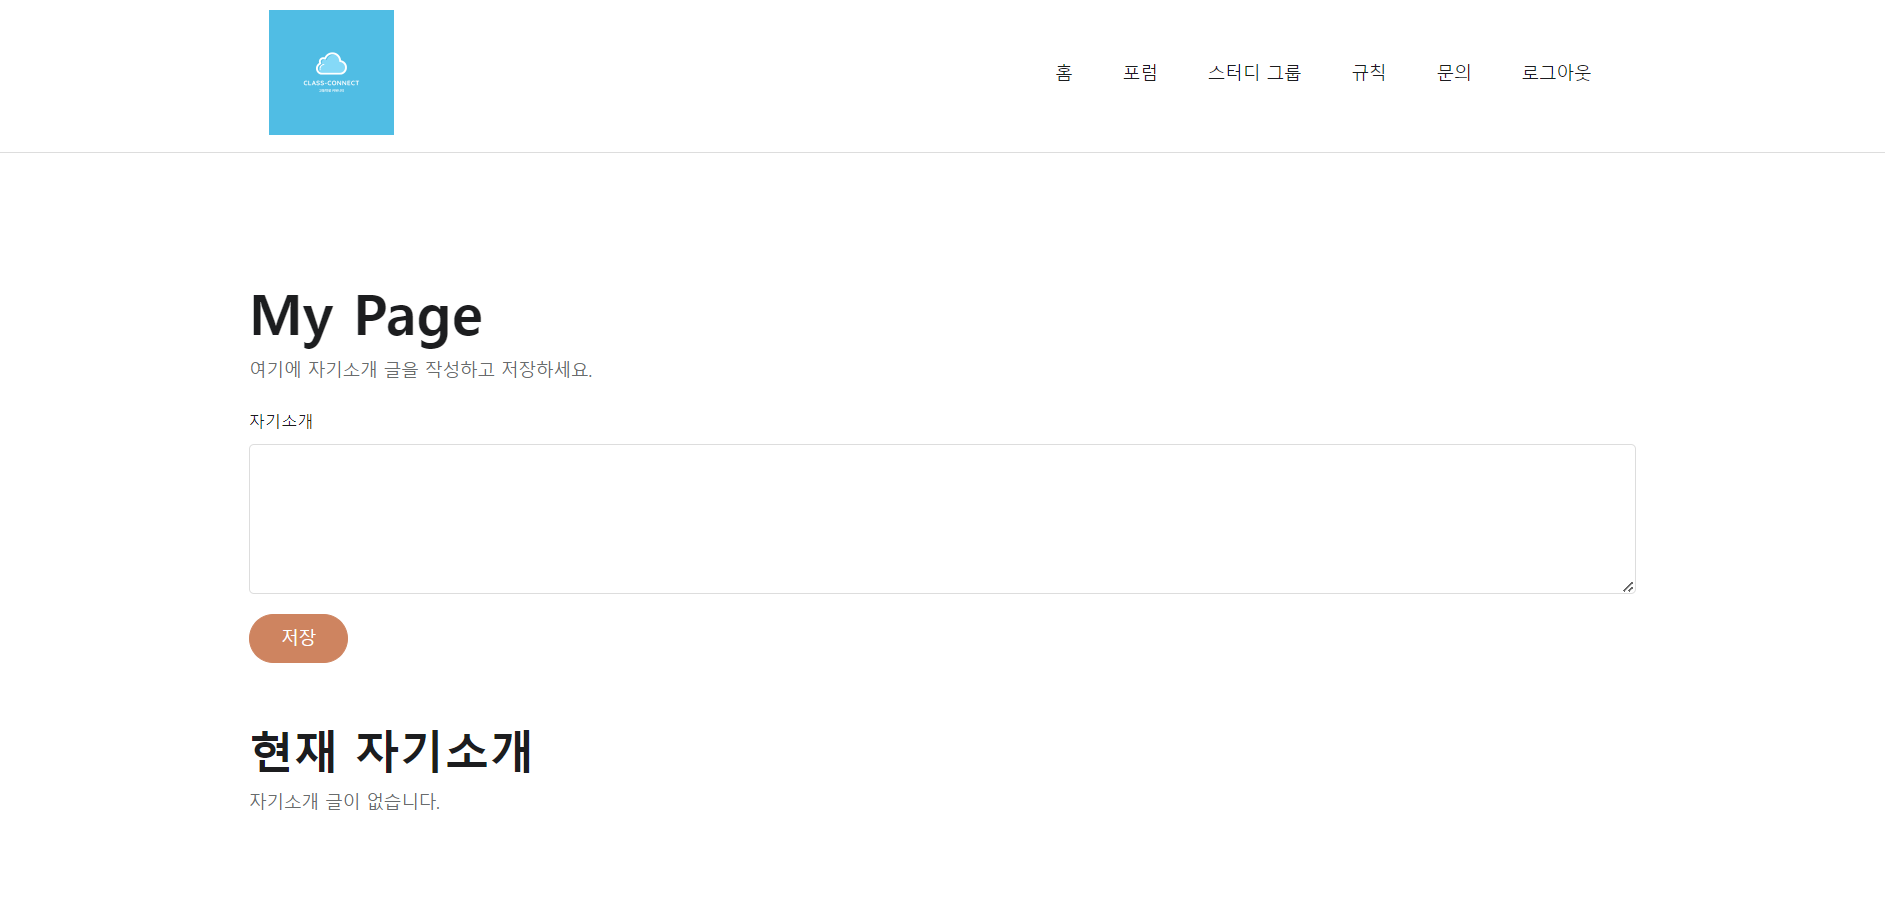 CLASS-CONNECT
홈 포럼 스터디 그룹 규칙 문의 로그아웃
My Page
여기에 자기소개 글을 작성하고 저장하세요.
자기소개
저장
현재 자기소개
자기소개 글이 없습니다.